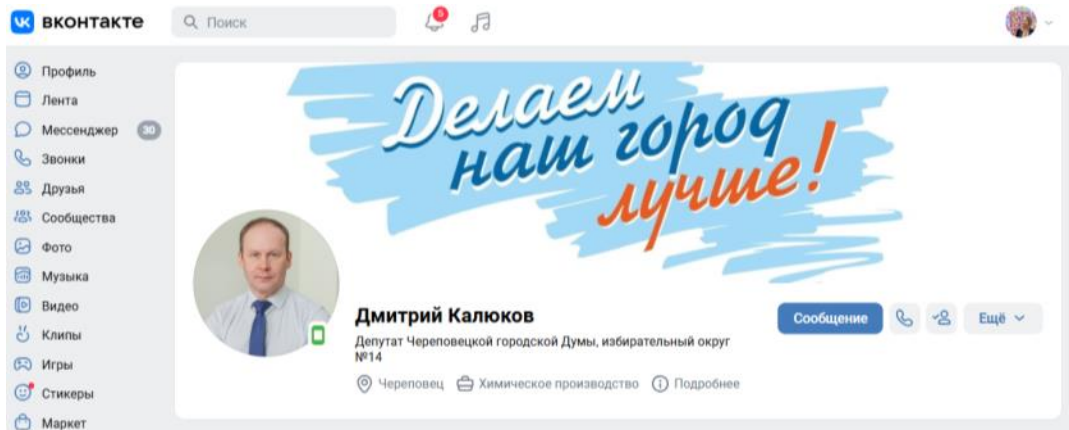 вконтакте
Поиск
5
Профиль
Лента
Мессенджер 30
Звонки
Друзья
Сообщества
Фото
Музыка
Видео
Клипы
Игры
Стикеры
Маркет
Делаем
наш город
лучше!
Дмитрий Калюков
Депутат Череповецкой городской Думы, избирательный округ
№14
Череповец Химическое производство Подробнее
Сообщение
Ещё